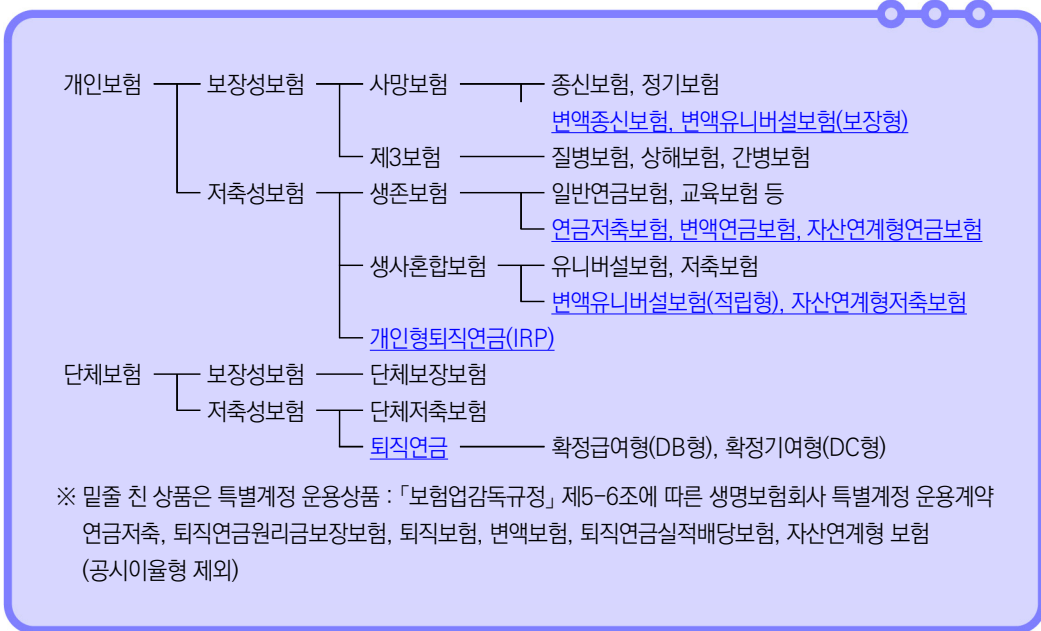 개인보험 보장성보험 사망보험 종신보험, 정기보험
변액종신보험, 변액유니버설보험(보장형)
제3보험 질병보험, 상해보험, 간병보험
저축성보험 생존보험 일반연금보험, 교육보험 등
연금저축보험, 변액연금보험, 자산연계형연금보험
생사혼합보험 유니버설보험, 저축보험
변액유니버설보험(적립형), 자산연계형저축보험
개인형퇴직연금(IRP)
단체보험 보장성보험 단체보장보험
저축성보험 단체저축보험
퇴직연금 확정급여형(DB형), 확정기여형(DC형)
※ 밑줄 친 상품은 특별계정 운용상품 : 「보험업감독규정」 제5-6조에 따른 생명보험회사 특별계정 운용계약
연금저축, 퇴직연금원리금보장보험, 퇴직보험, 변액보험, 퇴직연금실적배당보험, 자산연계형 보험
(공시이율형 제외)